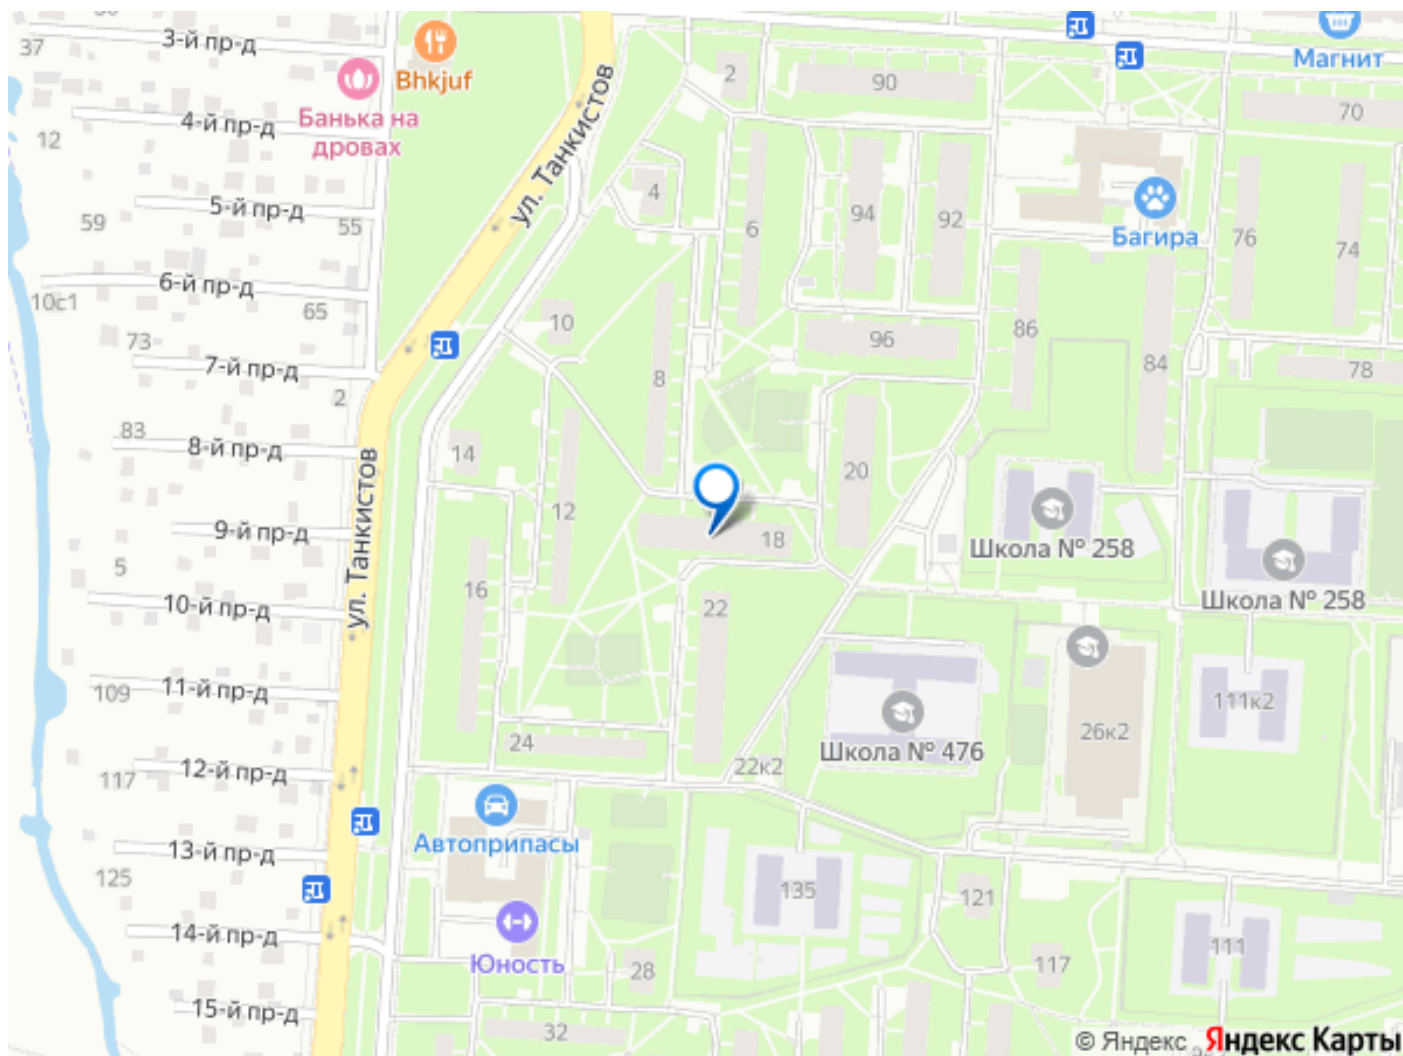 3-й пр-д
37
Bhkjuf
Банька на
дровах
4-й пр-д
12
ул. Танкистов
2
90
Магнит
70
5-й пр-д
59
55
4
6
94
92
Багира
76
74
6-й пр-д
10с1
65
10
73
7-й пр-д
2
8
96
86
84
78
83
8-й пр-д
ул. Танкистов
14
12
20
9-й пр-д
18
Школа № 258
Школа № 258
5
10-й пр-д
16
22
11-й пр-д
109
24
22к2
Школа № 476
26к2
111к2
12-й пр-д
117
Автоприпасы
13-й пр-д
125
135
121
14-й пр-д
Юность
28
117
111
15-й пр-д
32
© Яндекс Яндекс Карты